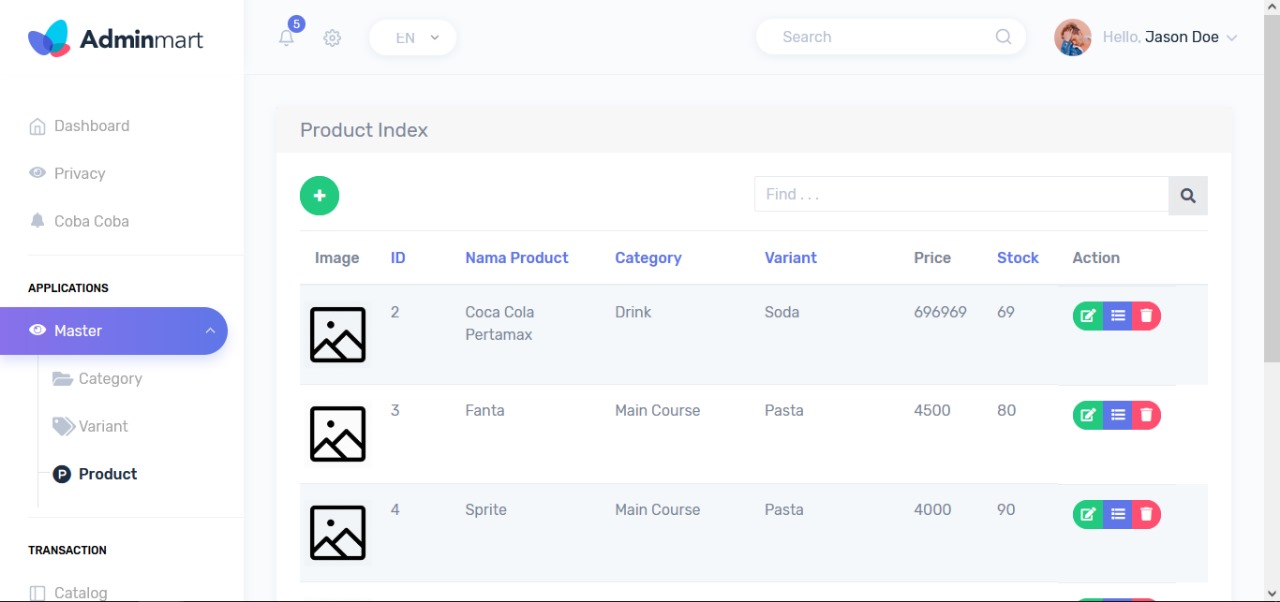 Adminmart
5
EN
Search
Hello, Jason Doe
Dashboard
Privacy
Coba Coba
APPLICATIONS
Master
Category
Variant
P Product
TRANSACTION
Catalog
Product Index
+
Find . . .
Image ID Nama Product Category Variant Price Stock Action
2 Coca Cola Drink Soda 696969 69
Pertamax
3 Fanta Main Course Pasta 4500 80
4 Sprite Main Course Pasta 4000 90